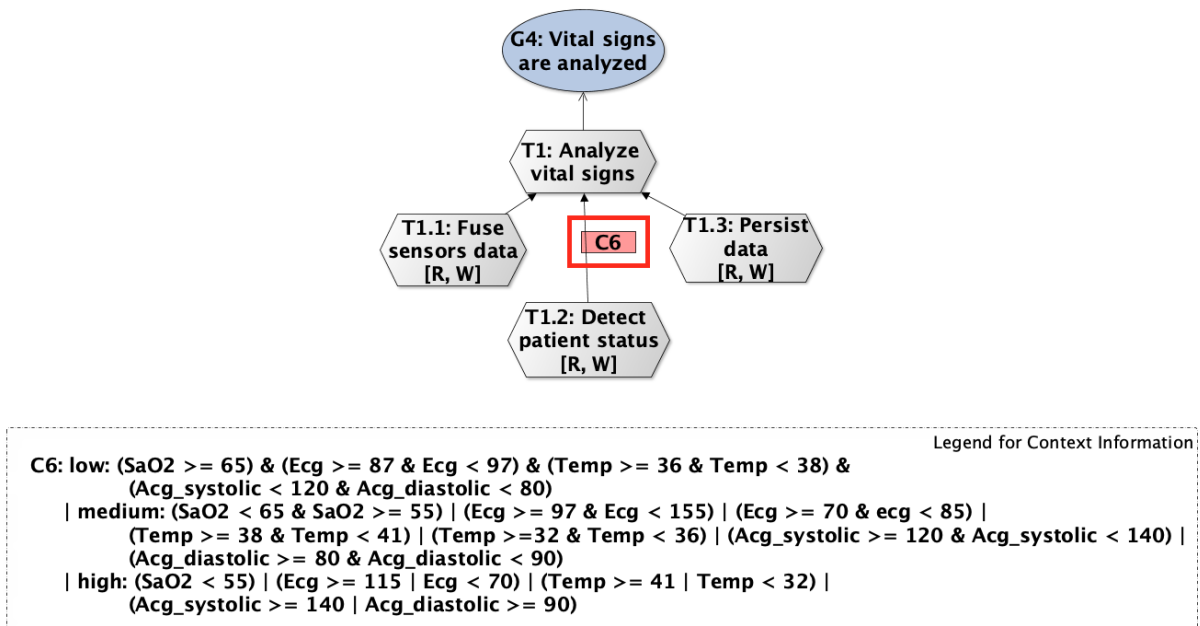 G4: Vital signs
are analyzed
T1: Analyze
vital signs
T1.1: Fuse
sensors data
[R, W]
C6
T1.3: Persist
data
[R, W]
T1.2: Detect
patient status
[R, W]
Legend for Context Information
C6: low: (SaO2 >= 65) & (Ecg >= 87 & Ecg < 97) & (Temp >= 36 & Temp < 38) &
(Acg_systolic < 120 & Acg_diastolic < 80)
| medium: (SaO2 < 65 & SaO2 >= 55) | (Ecg >= 97 & Ecg < 155) | (Ecg >= 70 & ecg < 85) |
(Temp >= 38 & Temp < 41) | (Temp >=32 & Temp < 36) | (Acg_systolic >= 120 & Acg_systolic < 140) |
(Acg_diastolic >= 80 & Acg_diastolic < 90)
| high: (SaO2 < 55) | (Ecg >= 115 | Ecg < 70) | (Temp >= 41 | Temp < 32) |
(Acg_systolic >= 140 | Acg_diastolic >= 90)